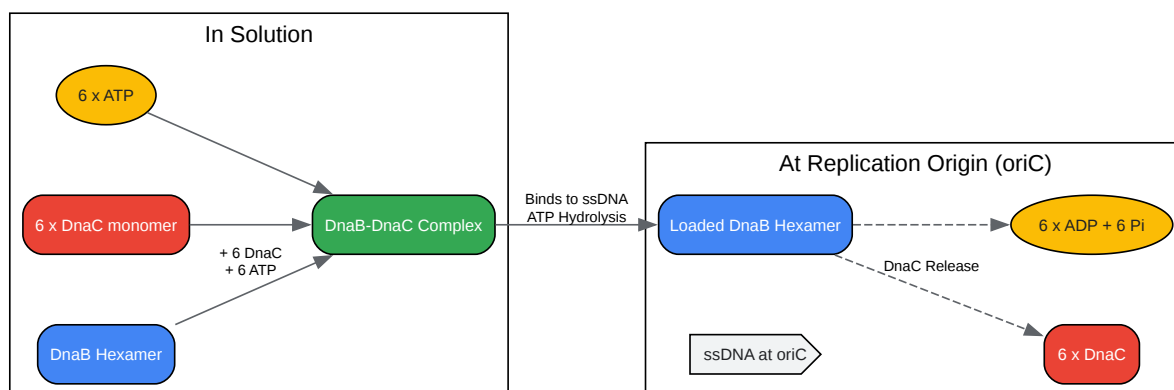 In Solution
6 x ATP
6 x DnaC monomer
DnaB-DnaC Complex
+ 6 DnaC
+ 6 ATP
DnaB Hexamer
Binds to ssDNA
ATP Hydrolysis
At Replication Origin (oriC)
Loaded DnaB Hexamer
6 x ADP + 6 Pi
DnaC Release
ssDNA at oriC
6 x DnaC